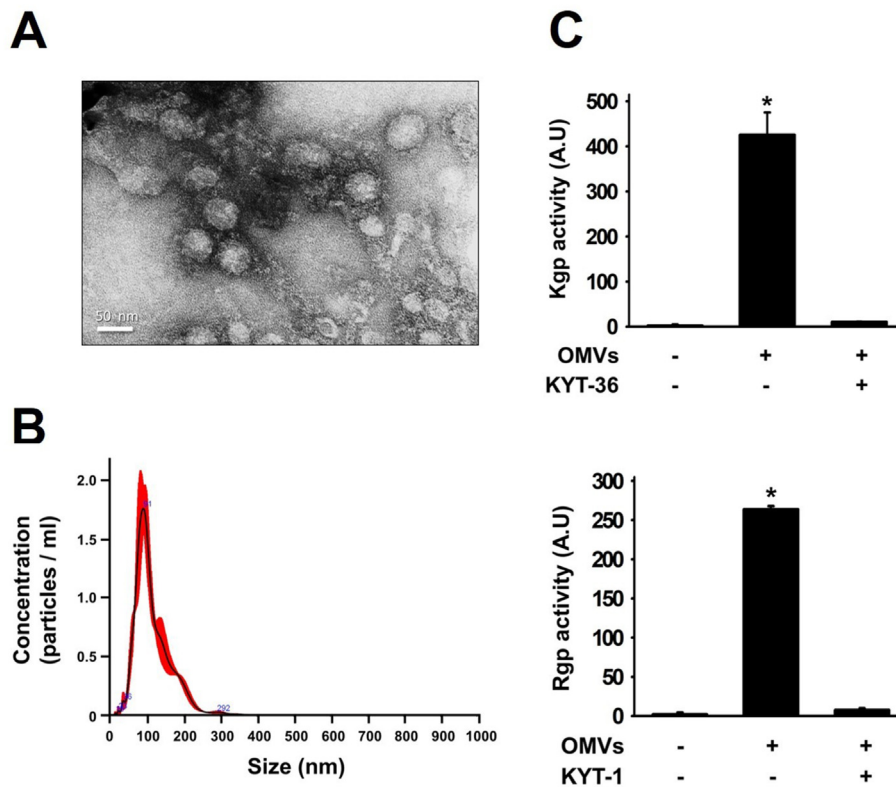 A
50 nm
B
Concentration
(particles / ml)
2.0
1.5
1.0
0.5
0
292
0 100 200 300 400 500 600 700 800 900 1000
Size (nm)
C
Kgp activity (A.U)
500
400
300
200
100
0
*
OMVs - + +
KYT-36 - - +
Rgp activity (A.U)
300
250
200
150
100
50
0
*
OMVs - + +
KYT-1 - - +